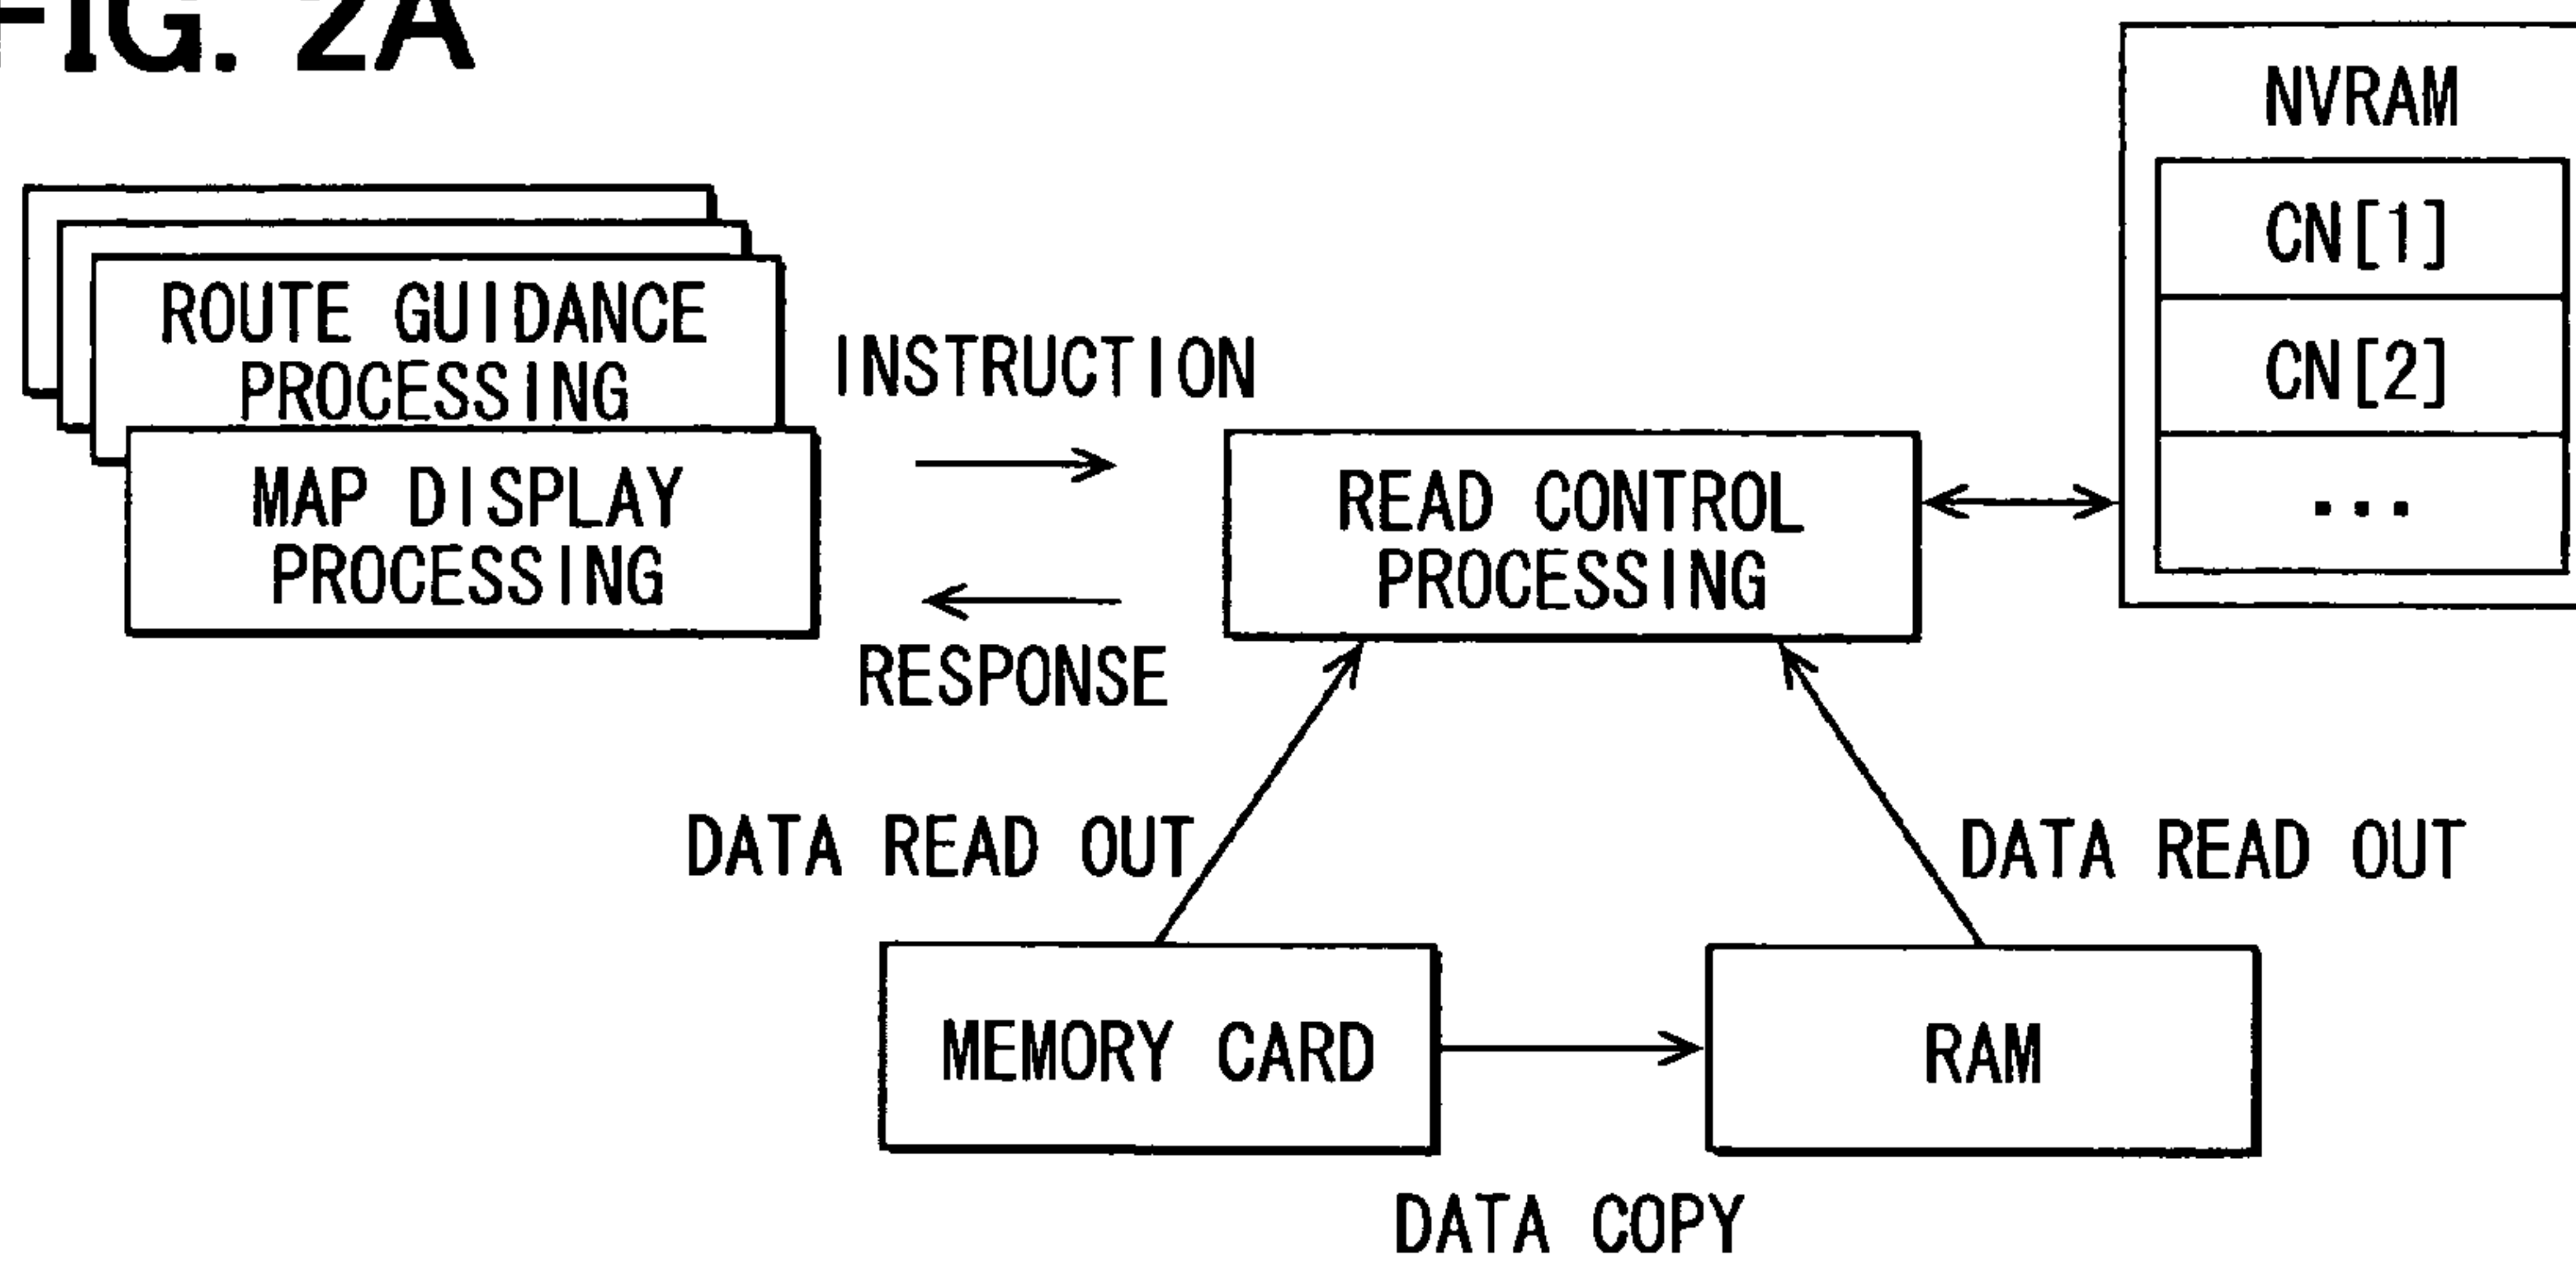 FIG. 2A
NVRAM
CN[1]
CN[2]
...
ROUTE GUIDANCE
PROCESSING
MAP DISPLAY
PROCESSING
INSTRUCTION
RESPONSE
READ CONTROL
PROCESSING
DATA READ OUT
DATA READ OUT
MEMORY CARD
RAM
DATA COPY